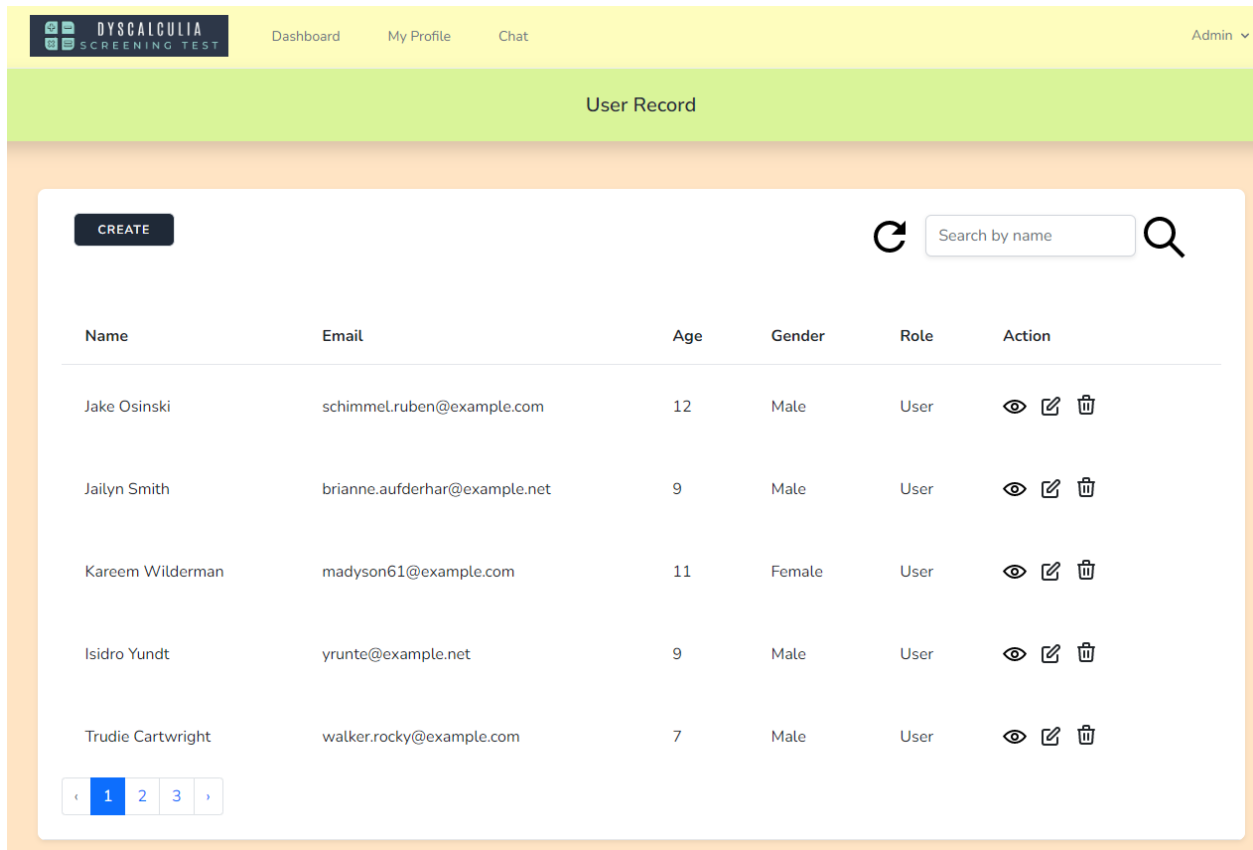 DYSCALCULIA
SCREENING TEST
Dashboard My Profile Chat Admin
User Record
CREATE
Search by name
Name Email Age Gender Role Action
Jake Osinski schimmel.ruben@example.com 12 Male User
Jailyn Smith brianne.aufderhar@example.net 9 Male User
Kareem Wilderman madyson61@example.com 11 Female User
Isidro Yundt yrunte@example.net 9 Male User
Trudie Cartwright walker.rocky@example.com 7 Male User
‹ 1 2 3 ›